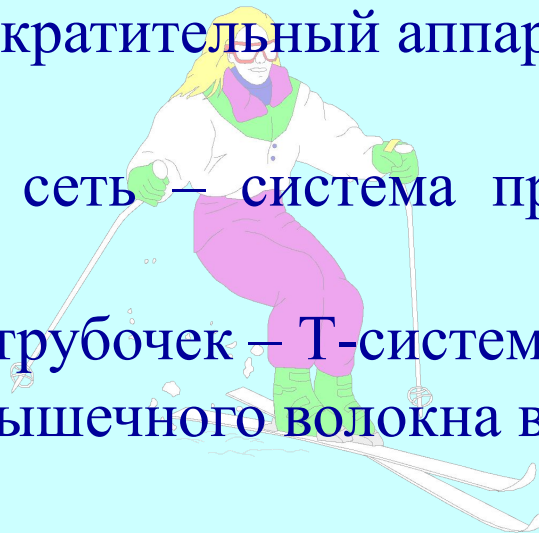 кратительный аппар
сеть – система пр
трубочек – Т-систем
ышечного волокна в